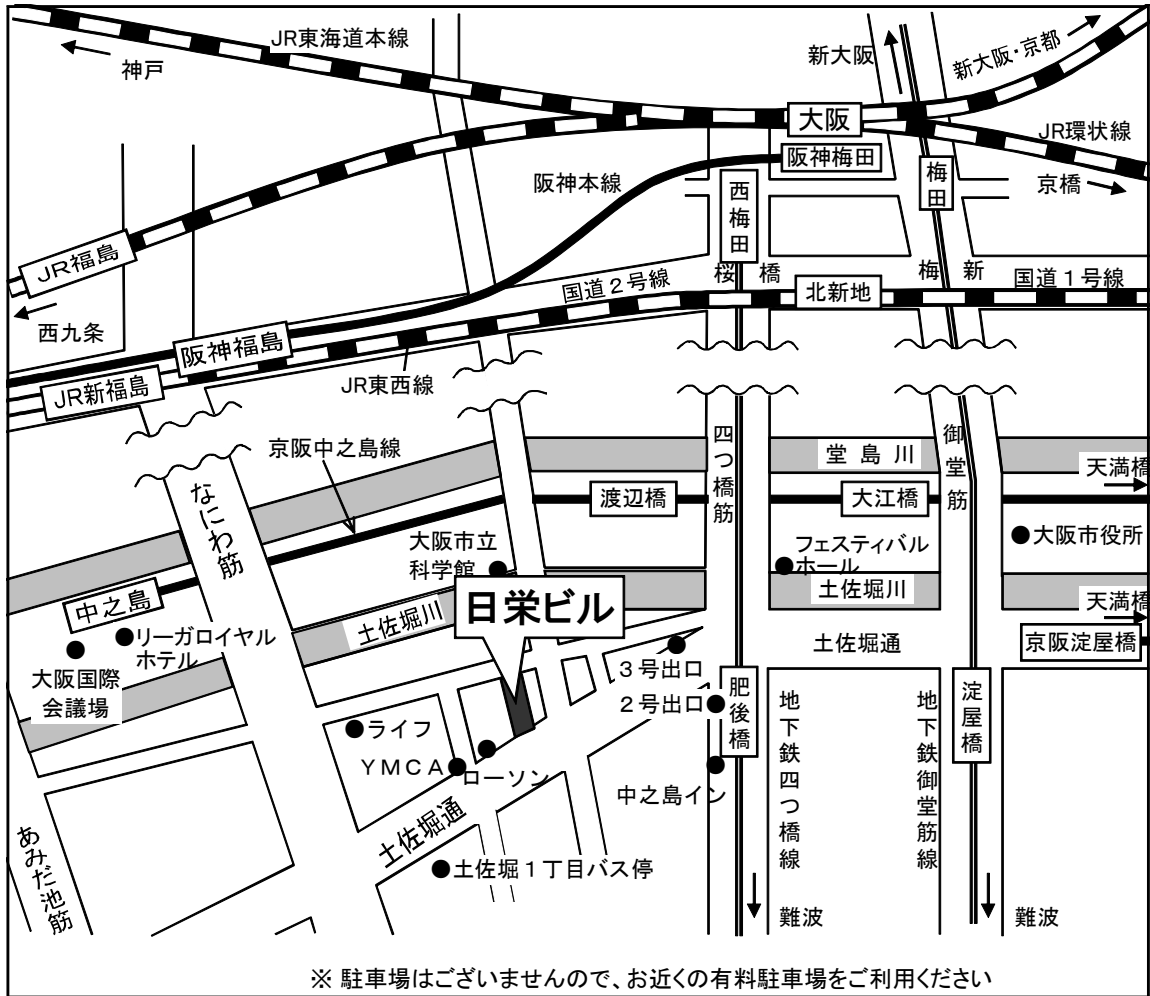 JR東海道本線
神戸
新大阪
新大阪・京都
大阪
JR環状線
阪神梅田
京橋
阪神本線
西梅田
梅田
JR福島
桜橋
梅新
国道2号線
北新地
国道1号線
西九条
阪神福島
JR新福島
JR東西線
京阪中之島線
四つ橋筋
堂島川
御堂筋
天満橋
なにわ筋
渡辺橋
大江橋
大阪市立
科学館
フェスティバル
ホール
大阪市役所
中之島
日栄ビル
土佐堀川
土佐堀川
天満橋
リーガロイヤル
ホテル
土佐堀通
京阪淀屋橋
大阪国際
会議場
3号出口
2号出口
肥後橋
淀屋橋
地下鉄四つ橋線
地下鉄御堂筋線
ライフ
YMCA
ローソン
中之島イン
土佐堀通
あみだ池筋
土佐堀1丁目バス停
難波
難波
※ 駐車場はございませんので、お近くの有料駐車場をご利用ください